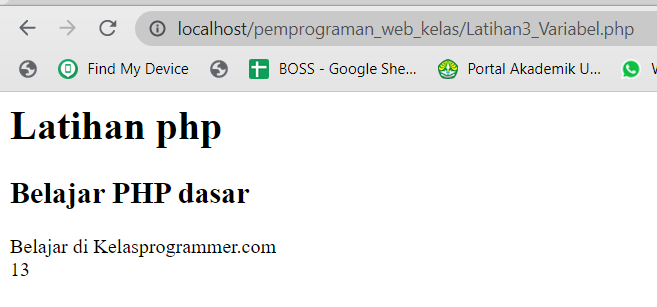 localhost/pemprograman_web_kelas/Latihan3_Variabel.php
Find My Device BOSS - Google She... Portal Akademik U...
Latihan php
Belajar PHP dasar
Belajar di Kelasprogrammer.com
13